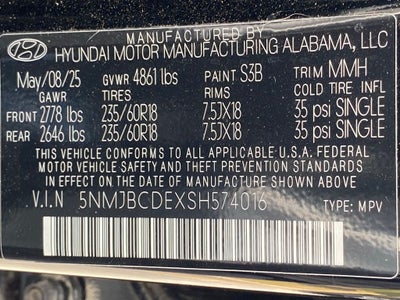 MANUFACTURED BY
HYUNDAI MOTOR MANUFACTURING ALABAMA, LLC
May/08/25 GVWR 4861 lbs PAINT S3B TRIM MMH
GAWR TIRES RIMS COLD TIRE INFL
FRONT 2778 lbs 235/60R18 7.5JX18 35 psi SINGLE
REAR 2646 lbs 235/60R18 7.5JX18 35 psi SINGLE
THIS VEHICLE CONFORMS TO ALL APPLICABLE U.S.A. FEDERAL
MOTOR VEHICLE SAFETY AND THEFT PREVENTION STANDARDS
IN EFFECT ON THE DATE OF MANUFACTURE SHOWN ABOVE
V.I.N 5NMJBCDEXSH574016 TYPE: MPV